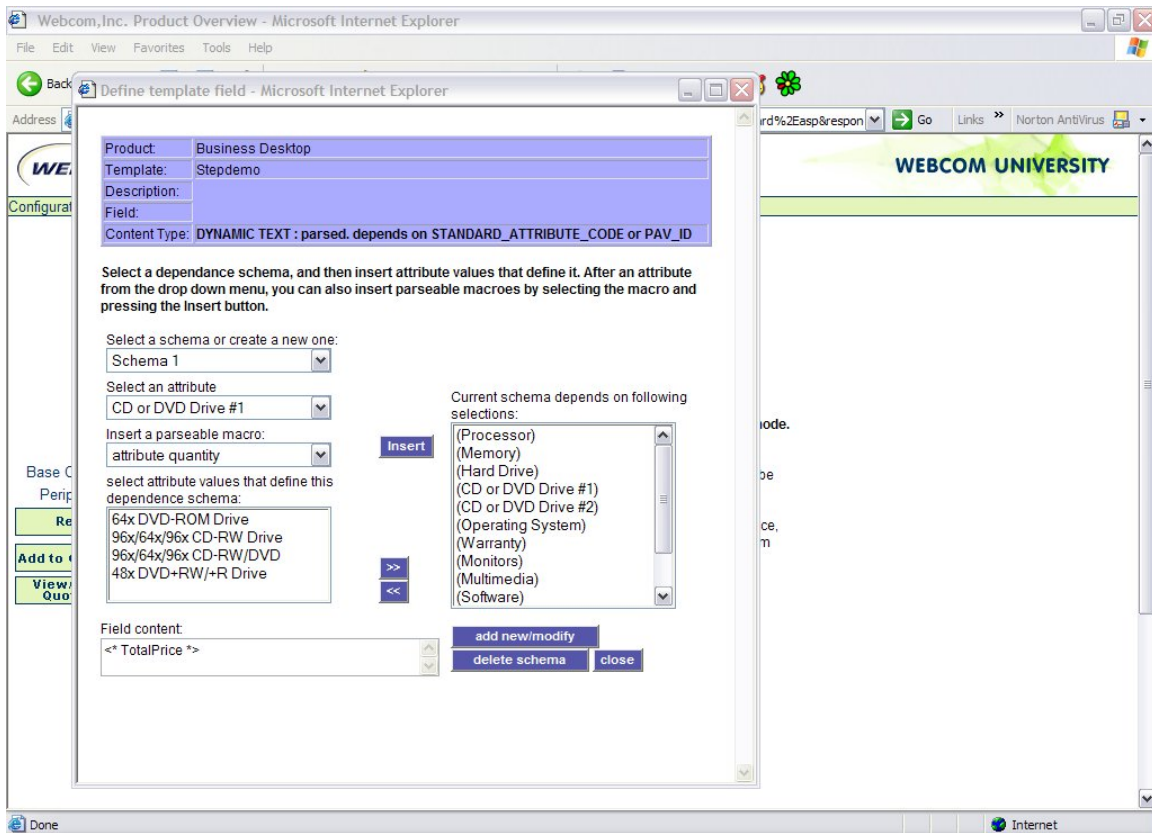 Webcom,Inc. Product Overview - Microsoft Internet Explorer
File Edit View Favorites Tools Help
Back
Define template field - Microsoft Internet Explorer
Address
rd%2Easp&respon
Go
Links »
Norton AntiVirus
WEBCOM UNIVERSITY
Configurat
Product: Business Desktop
Template: Stepdemo
Description:
Field:
Content Type: DYNAMIC TEXT : parsed. depends on STANDARD_ATTRIBUTE_CODE or PAV_ID
Select a dependance schema, and then insert attribute values that define it. After an attribute
from the drop down menu, you can also insert parseable macroes by selecting the macro and
pressing the Insert button.
Select a schema or create a new one:
Schema 1
Select an attribute
CD or DVD Drive #1
Insert a parseable macro:
attribute quantity
Insert
select attribute values that define this
dependence schema:
64x DVD-ROM Drive
96x/64x/96x CD-RW Drive
96x/64x/96x CD-RW/DVD
48x DVD+RW/+R Drive
>>
<<
Current schema depends on following
selections:
(Processor)
(Memory)
(Hard Drive)
(CD or DVD Drive #1)
(CD or DVD Drive #2)
(Operating System)
(Warranty)
(Monitors)
(Multimedia)
(Software)
Field content:
<* TotalPrice *>
add new/modify
delete schema
close
Base C
Perip
Re
Add to
View/
Quo
ode.
be
ce,
m
Done
Internet